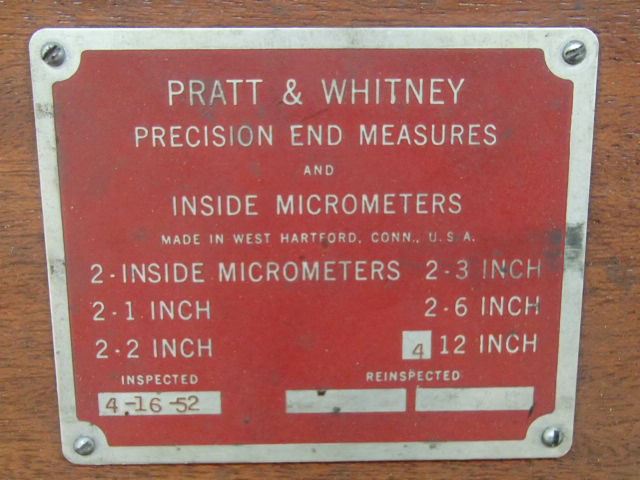 PRATT & WHITNEY
PRECISION END MEASURES
AND
INSIDE MICROMETERS
MADE IN WEST HARTFORD, CONN., U.S.A.
2-INSIDE MICROMETERS 2-3 INCH
2-1 INCH 2-6 INCH
2-2 INCH 4 12 INCH
INSPECTED REINSPECTED
4-16-52